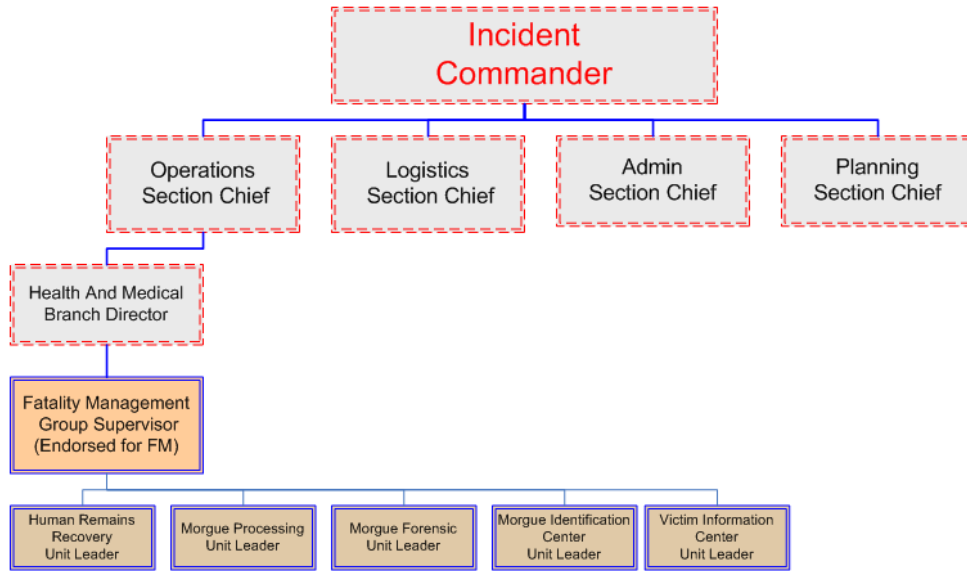 Incident
Commander
Operations
Section Chief
Logistics
Section Chief
Admin
Section Chief
Planning
Section Chief
Health And Medical
Branch Director
Fatality Management
Group Supervisor
(Endorsed for FM)
Human Remains
Recovery
Unit Leader
Morgue Processing
Unit Leader
Morgue Forensic
Unit Leader
Morgue Identification
Center
Unit Leader
Victim Information
Center
Unit Leader